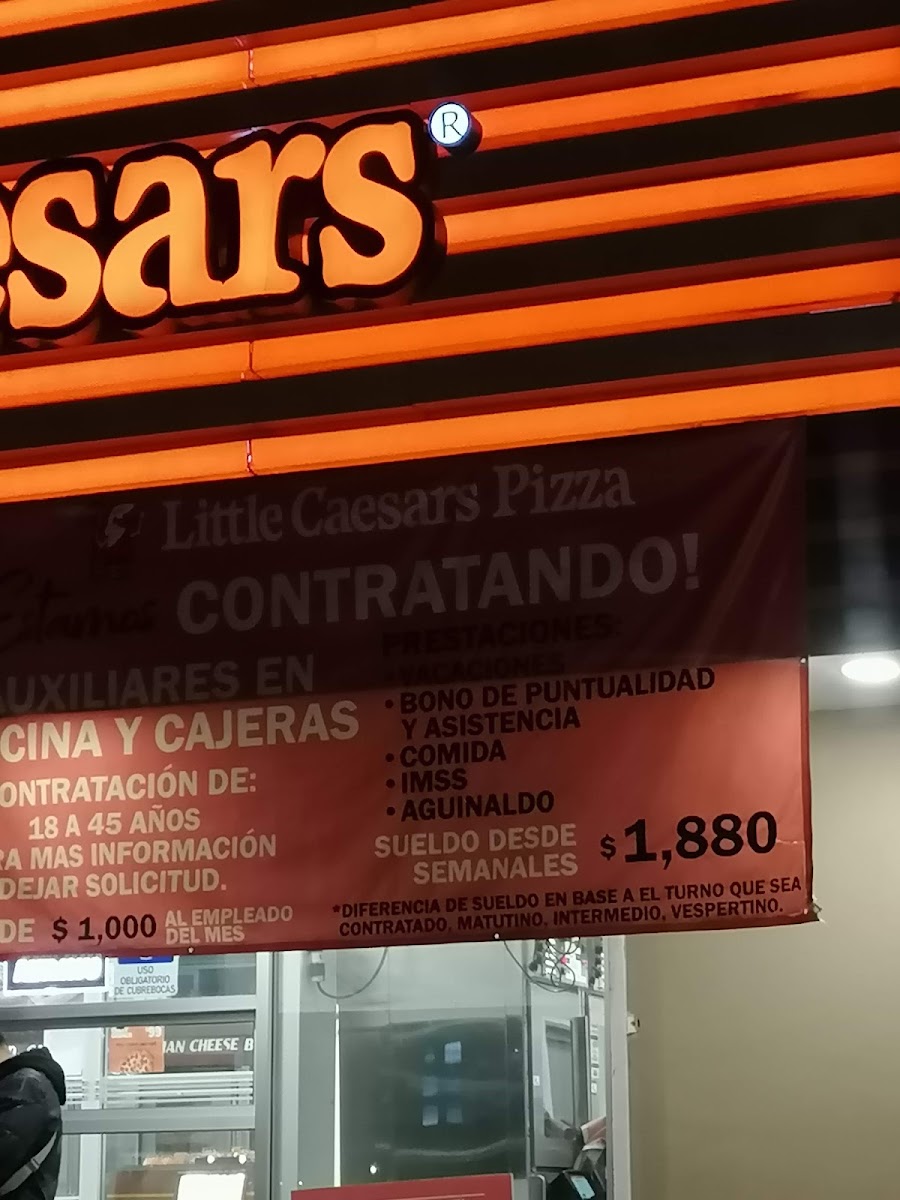 esars®
Little Caesars Pizza
Estamos CONTRATANDO!
AUXILIARES EN
CINA Y CAJERAS
ONTRATACIÓN DE:
18 A 45 AÑOS
RA MAS INFORMACIÓN
DEJAR SOLICITUD.
DE $ 1,000 AL EMPLEADO
DEL MES
PRESTACIONES:
• VACACIONES
• BONO DE PUNTUALIDAD
Y ASISTENCIA
• COMIDA
• IMSS
• AGUINALDO
SUELDO DESDE
SEMANALES $1,880
*DIFERENCIA DE SUELDO EN BASE A EL TURNO QUE SEA
CONTRATADO, MATUTINO, INTERMEDIO, VESPERTINO.
USO
OBLIGATORIO
DE CUBREBOCAS
IAN CHEESE B